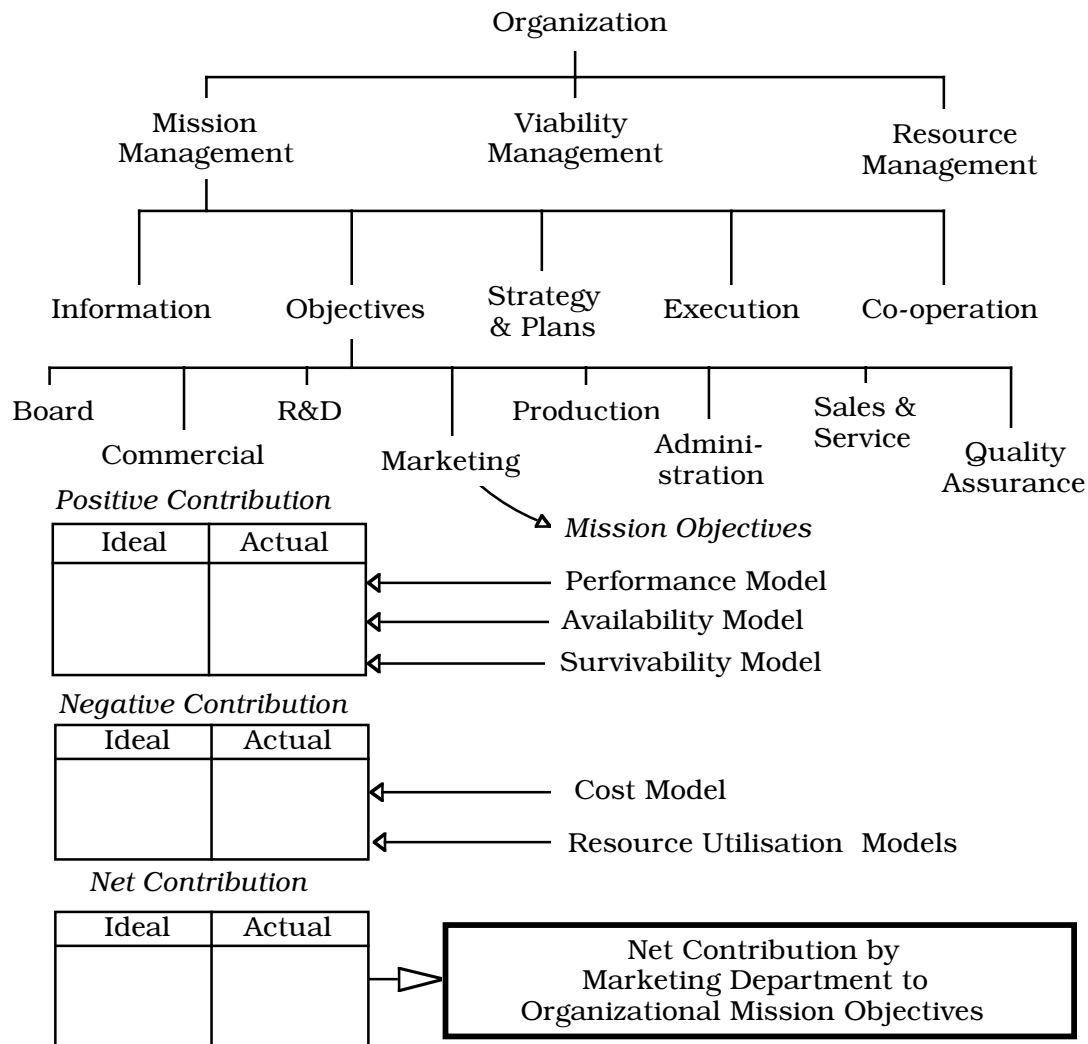 Organization
Mission
Management
Viability
Management
Resource
Management
Information
Objectives
Strategy
& Plans
Execution
Co-operation
Board
Commercial
R&D
Marketing
Production
Admini-
stration
Sales &
Service
Quality
Assurance
Positive Contribution
Ideal
Actual
Mission Objectives
Performance Model
Availability Model
Survivability Model
Negative Contribution
Ideal
Actual
Cost Model
Resource Utilisation Models
Net Contribution
Ideal
Actual
Net Contribution by
Marketing Department to
Organizational Mission Objectives